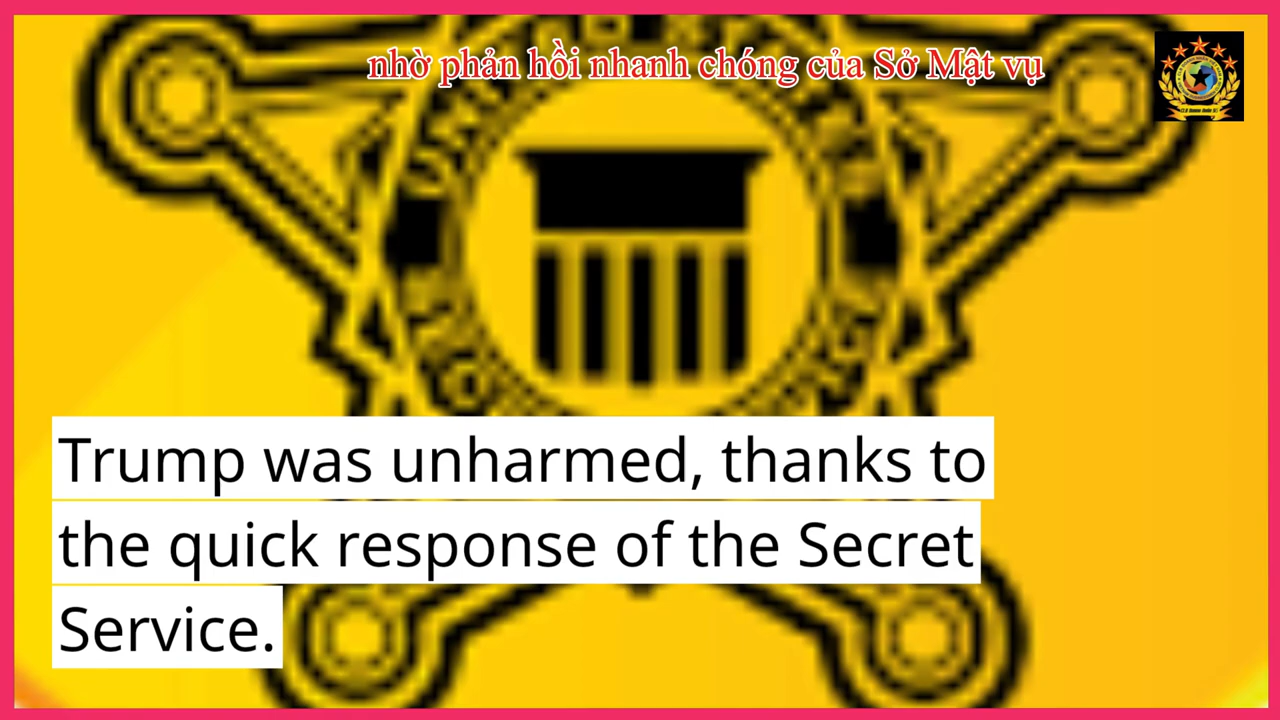 nhờ phản hồi nhanh chóng của Sở Mật vụ
Trump was unharmed, thanks to
the quick response of the Secret
Service.